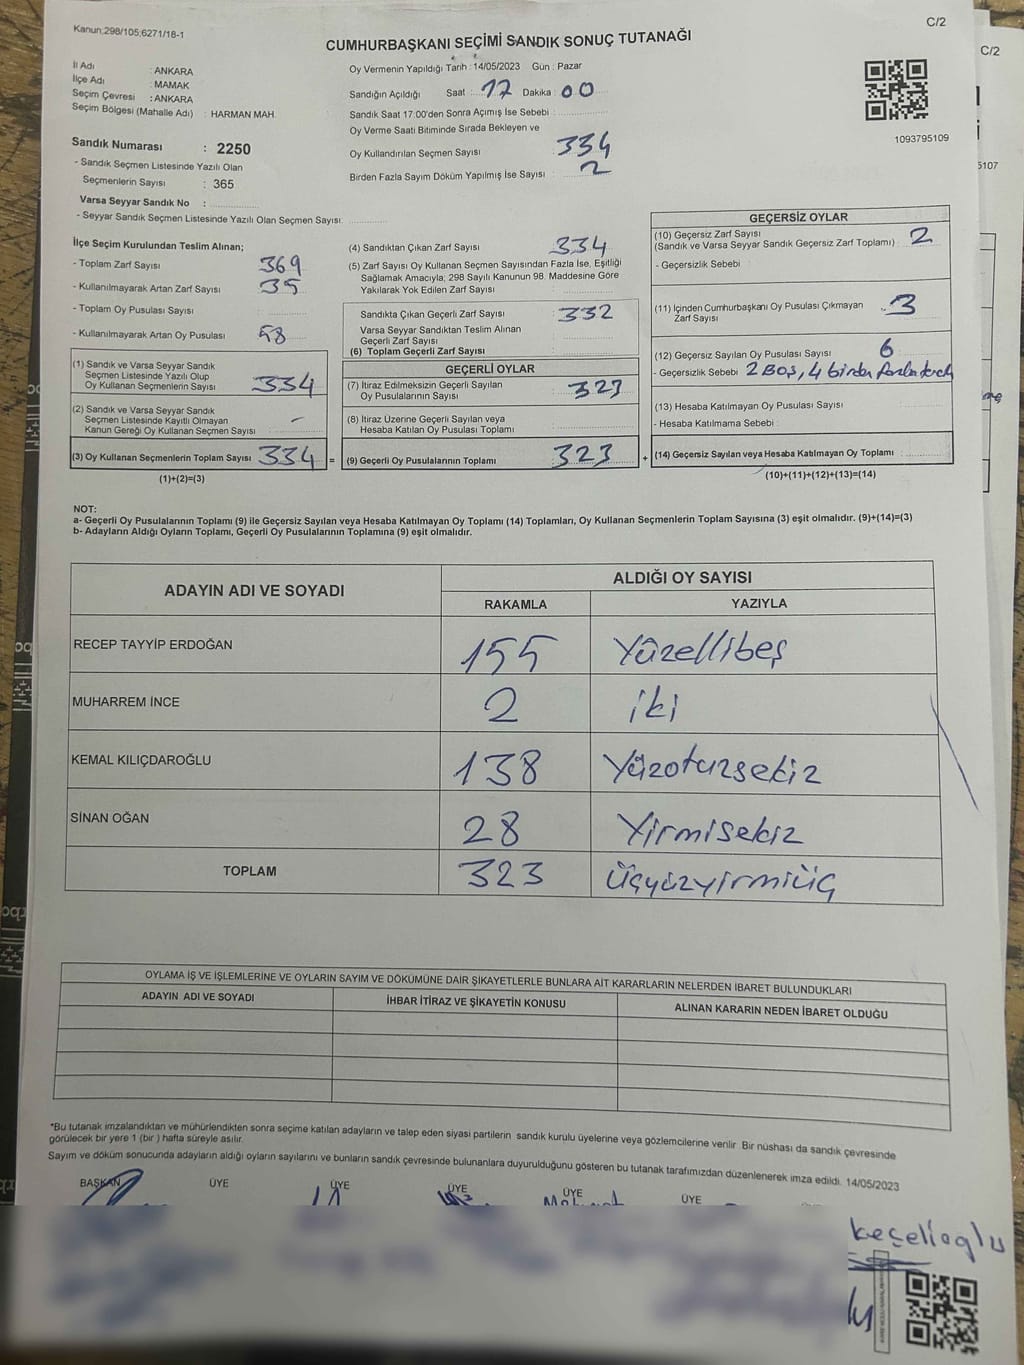 Kanun:298/105;6271/18-1
C/2
CUMHURBAŞKANI SEÇİMİ SANDIK SONUÇ TUTANAĞI
C/2
İl Adı : ANKARA
İlçe Adı : MAMAK
Seçim Çevresi : ANKARA
Seçim Bölgesi (Mahalle Adı) : HARMAN MAH.
Sandık Numarası : 2250
- Sandık Seçmen Listesinde Yazılı Olan
Seçmenlerin Sayısı : 365
Varsa Seyyar Sandık No :
- Seyyar Sandık Seçmen Listesinde Yazılı Olan Seçmen Sayısı:
Oy Vermenin Yapıldığı Tarih : 14/05/2023 Gün : Pazar
Sandığın Açıldığı Saat : 17 Dakika : 00
Sandık Saat 17:00'den Sonra Açımış İse Sebebi :
Oy Verme Saati Bitiminde Sırada Bekleyen ve
Oy Kullandırılan Seçmen Sayısı : 334
Birden Fazla Sayım Döküm Yapılmış İse Sayısı : 2
1093795109
5107
İlçe Seçim Kurulundan Teslim Alınan;
- Toplam Zarf Sayısı : 369
- Kullanılmayarak Artan Zarf Sayısı : 35
- Toplam Oy Pusulası Sayısı :
- Kullanılmayarak Artan Oy Pusulası : 58
(1) Sandık ve Varsa Seyyar Sandık
Seçmen Listesinde Yazılı Olup
Oy Kullanan Seçmenlerin Sayısı : 334
(2) Sandık ve Varsa Seyyar Sandık
Seçmen Listesinde Kayıtlı Olmayan
Kanun Gereği Oy Kullanan Seçmen Sayısı : -
(3) Oy Kullanan Seçmenlerin Toplam Sayısı : 334 =
(1)+(2)=(3)
(4) Sandıktan Çıkan Zarf Sayısı : 334
(5) Zarf Sayısı Oy Kullanan Seçmen Sayısından Fazla İse, Eşitliği
Sağlamak Amacıyla; 298 Sayılı Kanunun 98. Maddesine Göre
Yakılarak Yok Edilen Zarf Sayısı :
Sandıkta Çıkan Geçerli Zarf Sayısı : 332
Varsa Seyyar Sandıktan Teslim Alınan
Geçerli Zarf Sayısı :
(6) Toplam Geçerli Zarf Sayısı :
GEÇERLİ OYLAR
(7) İtiraz Edilmeksizin Geçerli Sayılan
Oy Pusulalarının Sayısı : 323
(8) İtiraz Üzerine Geçerli Sayılan veya
Hesaba Katılan Oy Pusulası Toplamı :
(9) Geçerli Oy Pusulalarının Toplamı : 323 +
GEÇERSİZ OYLAR
(10) Geçersiz Zarf Sayısı
(Sandık ve Varsa Seyyar Sandık Geçersiz Zarf Toplamı) : 2
- Geçersizlik Sebebi :
(11) İçinden Cumhurbaşkanı Oy Pusulası Çıkmayan
Zarf Sayısı : 3
(12) Geçersiz Sayılan Oy Pusulası Sayısı : 6
- Geçersizlik Sebebi : 2 Boş, 4 birden fazla tercih
(13) Hesaba Katılmayan Oy Pusulası Sayısı :
- Hesaba Katılmama Sebebi :
(14) Geçersiz Sayılan veya Hesaba Katılmayan Oy Toplamı :
(10)+(11)+(12)+(13)=(14)
NOT:
a- Geçerli Oy Pusulalarının Toplamı (9) ile Geçersiz Sayılan veya Hesaba Katılmayan Oy Toplamı (14) Toplamları, Oy Kullanan Seçmenlerin Toplam Sayısına (3) eşit olmalıdır. (9)+(14)=(3)
b- Adayların Aldığı Oyların Toplamı, Geçerli Oy Pusulalarının Toplamına (9) eşit olmalıdır.
ADAYIN ADI VE SOYADI
ALDIĞI OY SAYISI
RAKAMLA YAZIYLA
RECEP TAYYİP ERDOĞAN 155 Yüzellibeş
MUHARREM İNCE 2 iki
KEMAL KILIÇDAROĞLU 138 Yüzotuzsekiz
SİNAN OĞAN 28 Yirmisekiz
TOPLAM 323 Üçyüzyirmiüç
OYLAMA İŞ VE İŞLEMLERİNE VE OYLARIN SAYIM VE DÖKÜMÜNE DAİR ŞİKAYETLERLE BUNLARA AİT KARARLARIN NELERDEN İBARET BULUNDUKLARI
ADAYIN ADI VE SOYADI İHBAR İTİRAZ VE ŞİKAYETİN KONUSU ALINAN KARARIN NEDEN İBARET OLDUĞU
*Bu tutanak imzalandıktan ve mühürlendikten sonra seçime katılan adayların ve talep eden siyasi partilerin sandık kurulu üyelerine veya gözlemcilerine verilir. Bir nüshası da sandık çevresinde
görülecek bir yere 1 (bir) hafta süreyle asılır.
Sayım ve döküm sonucunda adayların aldığı oyların sayılarını ve bunların sandık çevresinde bulunanlara duyurulduğunu gösteren bu tutanak tarafımızdan düzenlenerek imza edildi. 14/05/2023
BAŞKAN ÜYE ÜYE ÜYE ÜYE ÜYE
keçelioğlu